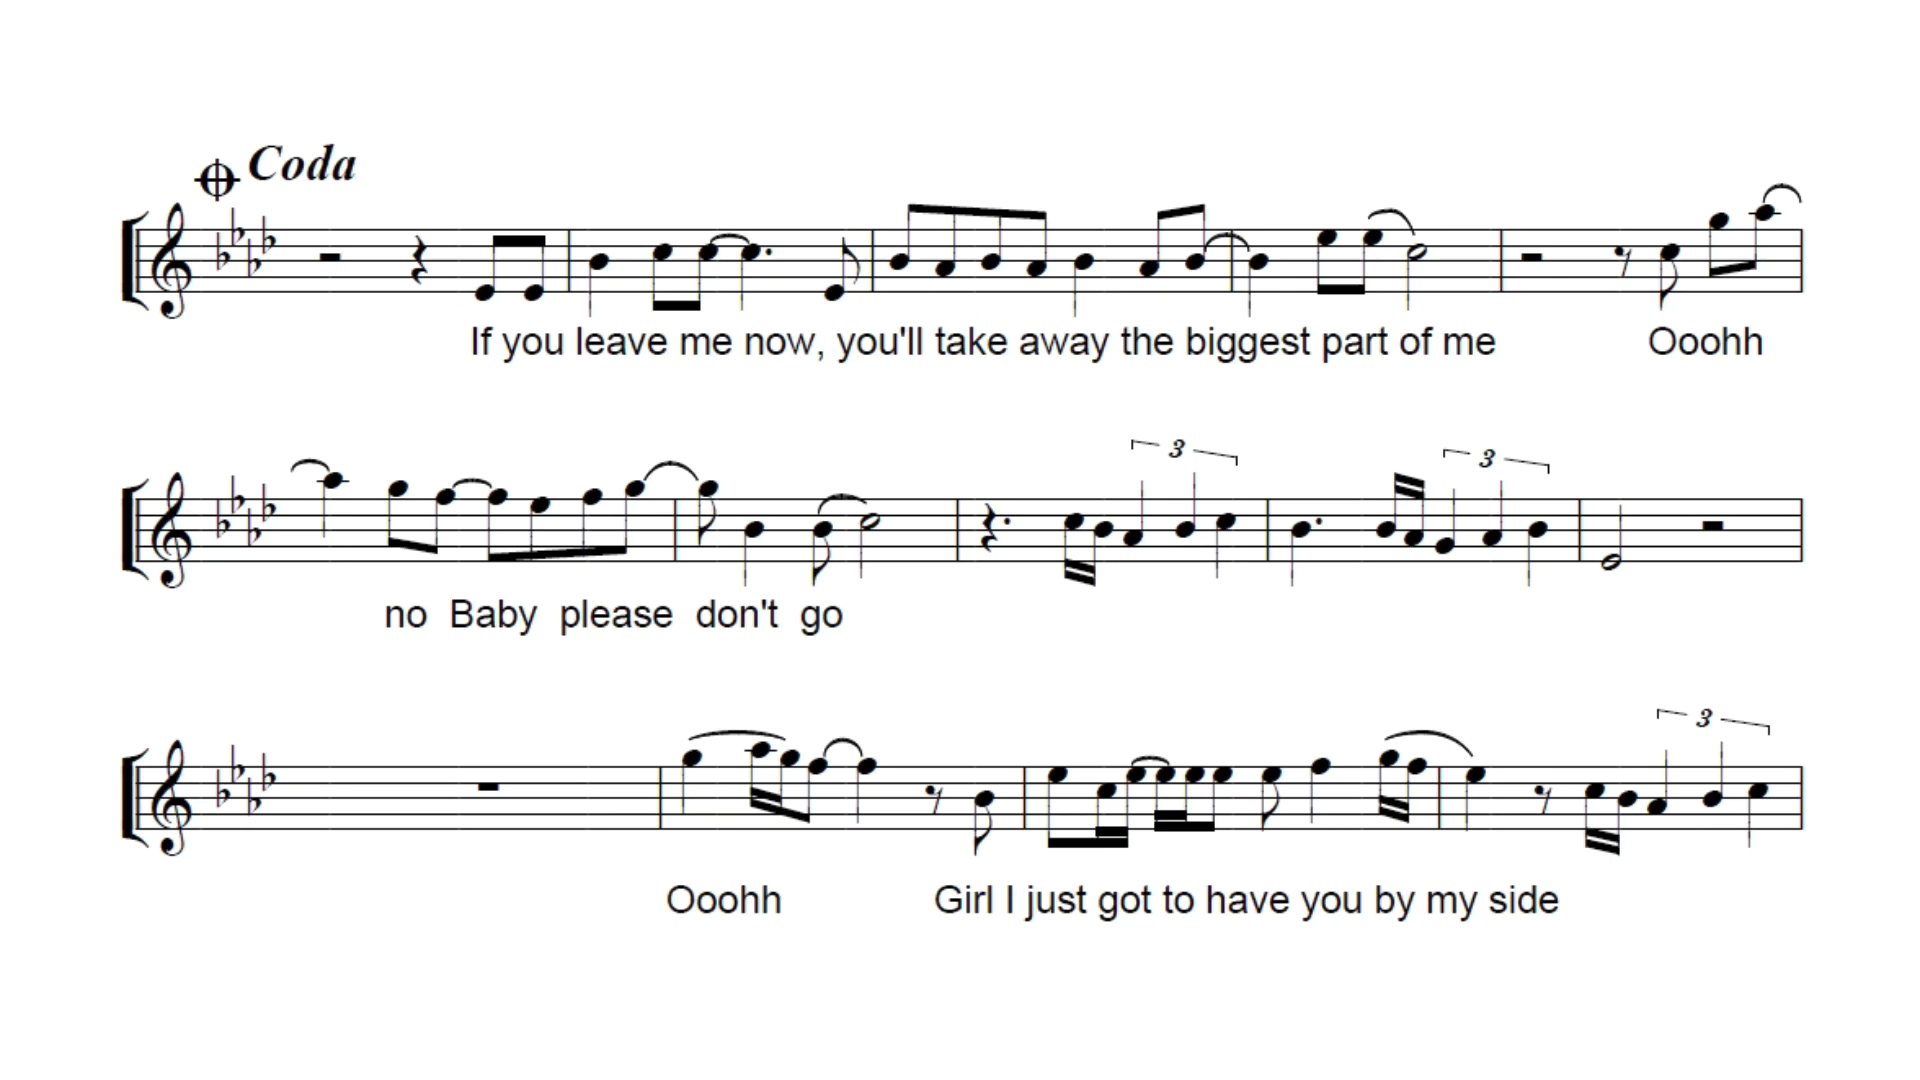 Coda
If you leave me now, you'll take away the biggest part of me Ooohh
3 3
no Baby please don't go
3
Ooohh Girl I just got to have you by my side